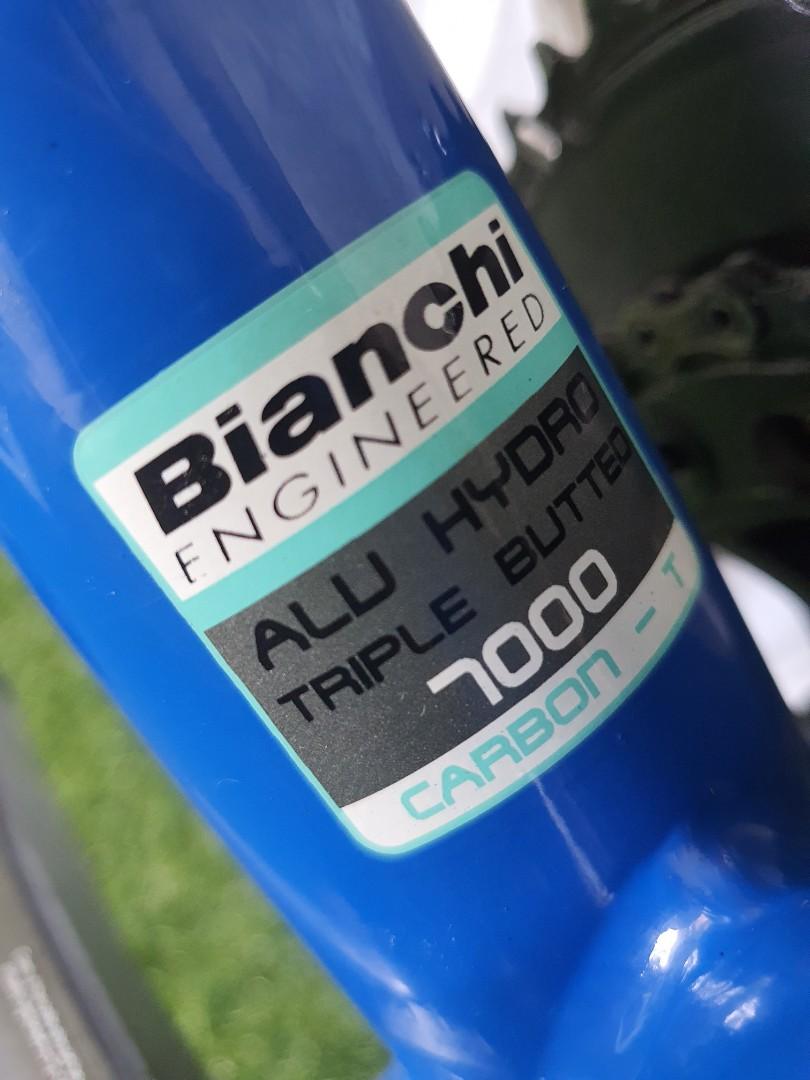 Bianchi
ENGINEERED
ALU HYDRO
TRIPLE BUTTED
7000
CARBON - T